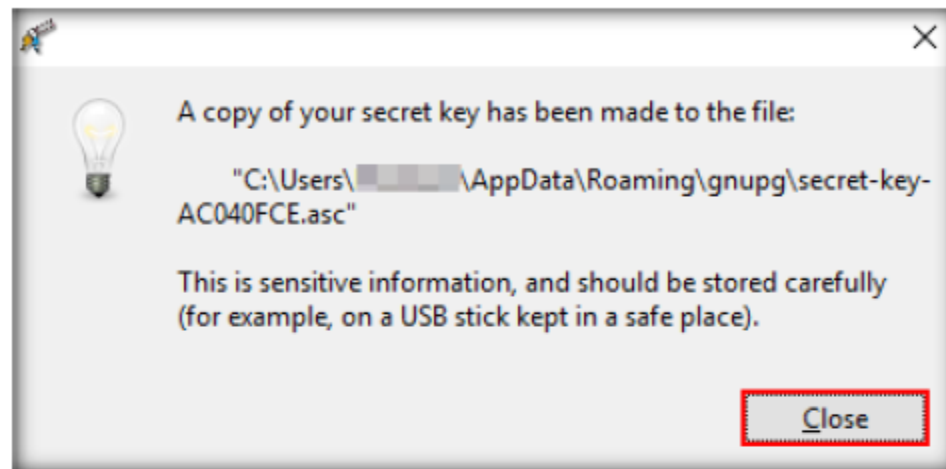 A copy of your secret key has been made to the file:
"C:\Users\ \AppData\Roaming\gnupg\secret-key-
AC040FCE.asc"
This is sensitive information, and should be stored carefully
(for example, on a USB stick kept in a safe place).
Close